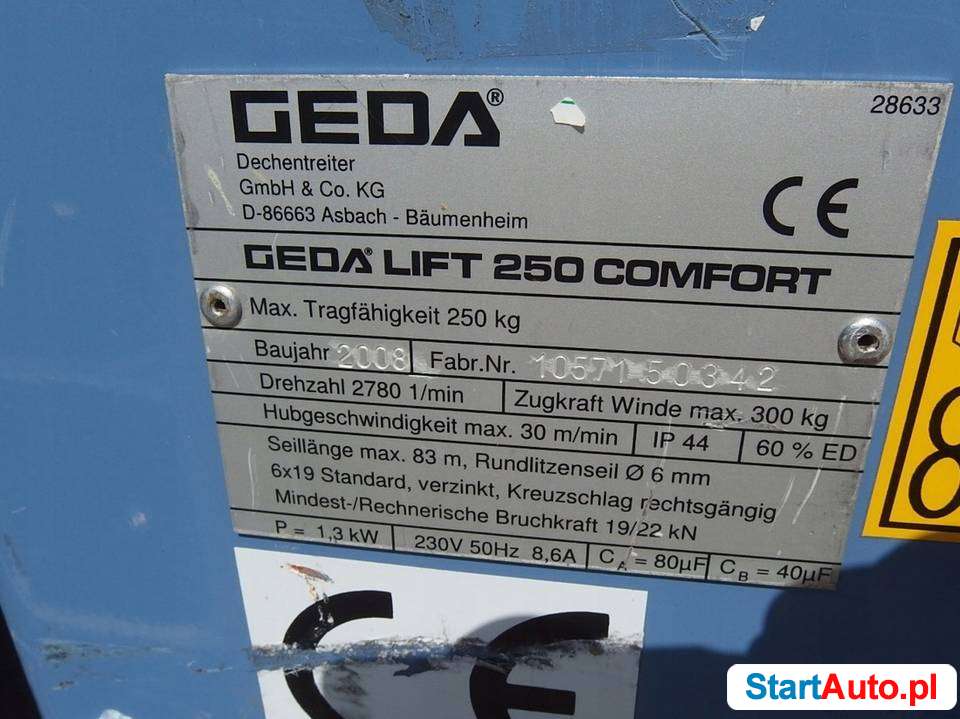 GEDA®
28633
Dechentreiter
GmbH & Co. KG
D-86663 Asbach - Bäumenheim
CE
GEDA® LIFT 250 COMFORT
Max. Tragfähigkeit 250 kg
Baujahr 2008 Fabr.Nr. 10571 50342
Drehzahl 2780 1/min Zugkraft Winde max. 300 kg
Hubgeschwindigkeit max. 30 m/min IP 44 60 % ED
Seillänge max. 83 m, Rundlitzenseil Ø 6 mm
6x19 Standard, verzinkt, Kreuzschlag rechtsgängig
Mindest-/Rechnerische Bruchkraft 19/22 kN
P = 1,3 kW 230V 50Hz 8,6A CA = 80µF CB = 40µF
CE
StartAuto.pl